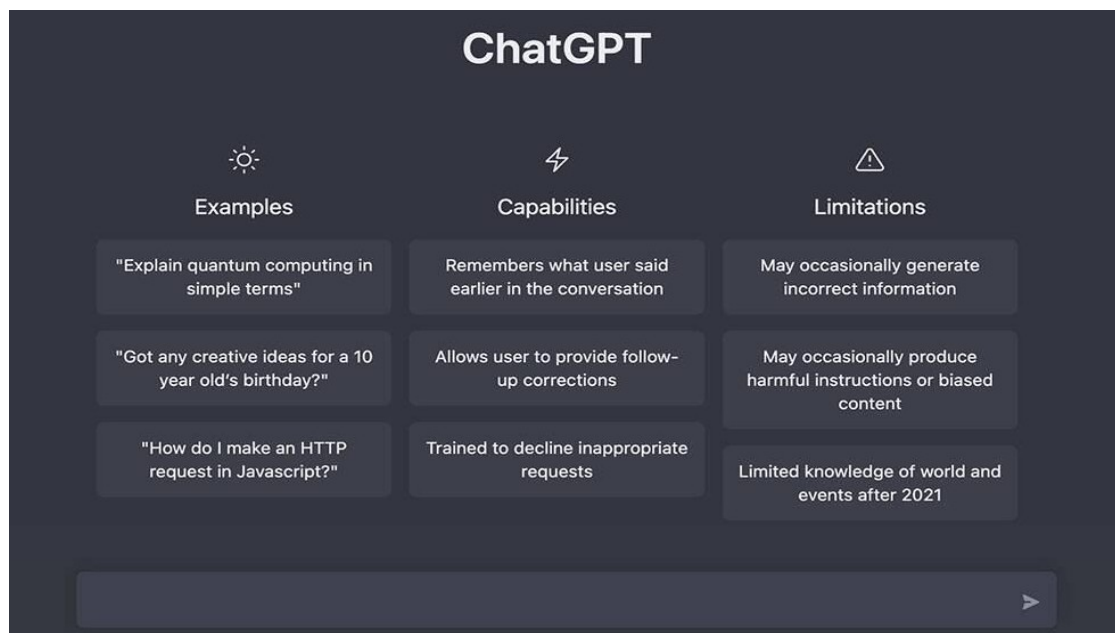 ChatGPT
Examples
"Explain quantum computing in
simple terms"
"Got any creative ideas for a 10
year old's birthday?"
"How do I make an HTTP
request in Javascript?"
Capabilities
Remembers what user said
earlier in the conversation
Allows user to provide follow-
up corrections
Trained to decline inappropriate
requests
Limitations
May occasionally generate
incorrect information
May occasionally produce
harmful instructions or biased
content
Limited knowledge of world and
events after 2021